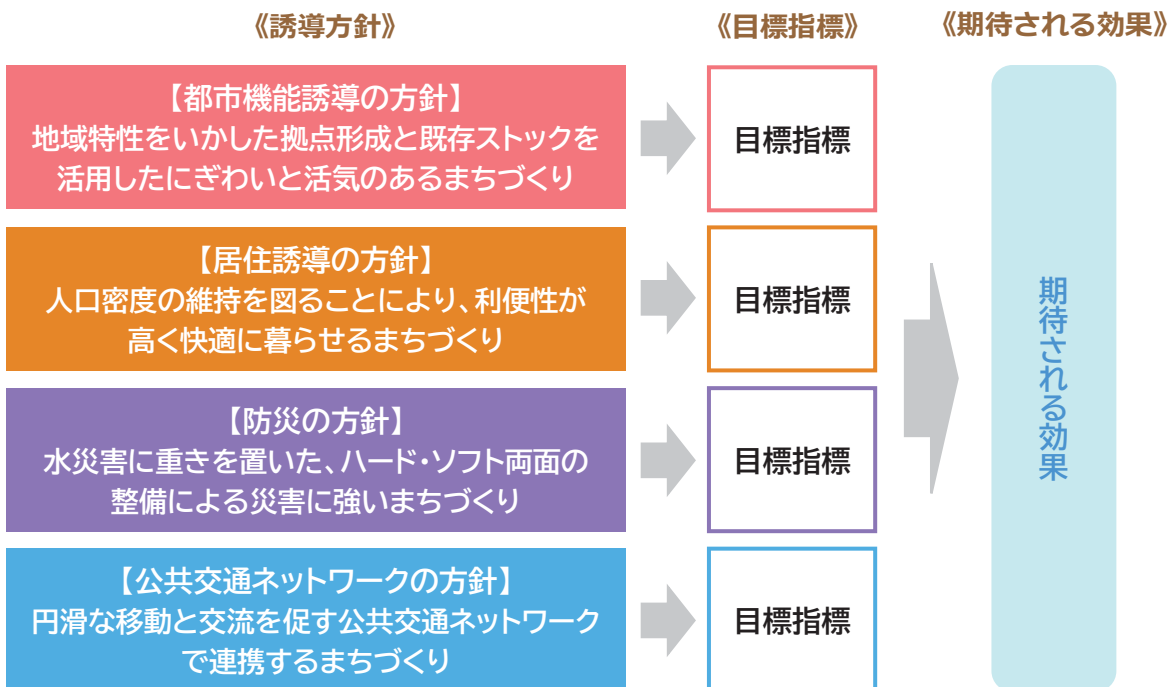 《誘導方針》
《目標指標》
《期待される効果》
【都市機能誘導の方針】
地域特性をいかした拠点形成と既存ストックを
活用したにぎわいと活気のあるまちづくり
目標指標
【居住誘導の方針】
人口密度の維持を図ることにより、利便性が
高く快適に暮らせるまちづくり
目標指標
【防災の方針】
水災害に重きを置いた、ハード・ソフト両面の
整備による災害に強いまちづくり
目標指標
【公共交通ネットワークの方針】
円滑な移動と交流を促す公共交通ネットワーク
で連携するまちづくり
目標指標
期待される効果